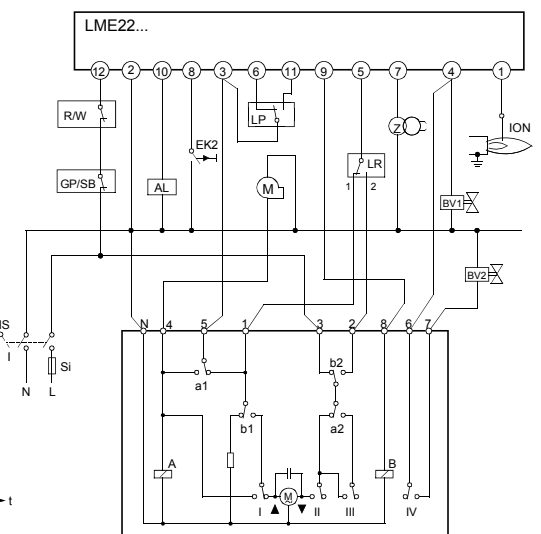 LME22...
12 2 10 8 3 6 11 9 5 7 4 1
R/W
LP
ION
EK2
Z
GP/SB
AL
M
LR
1 2
BV1
BV2
N 4 5 1 3 2 8 6 7
I
Si
N L
a1
b2
b1
a2
A
B
M
I II III IV
t